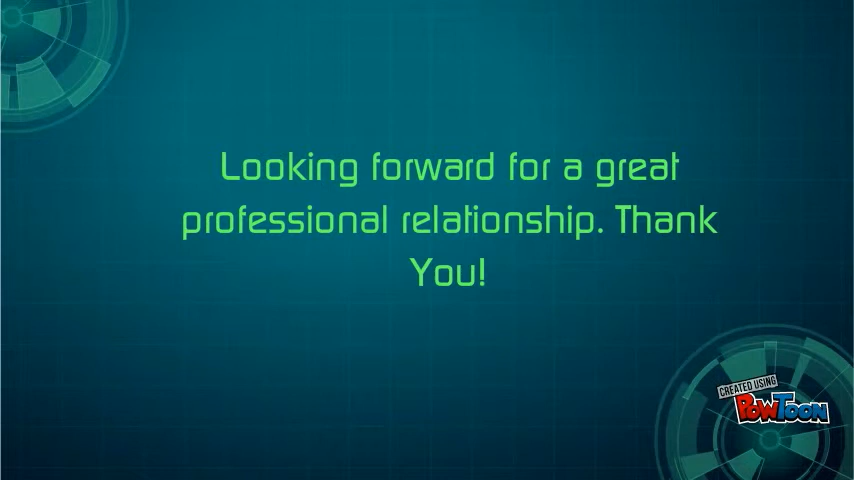 Looking forward for a great
professional relationship. Thank
You!
CREATED USING
POWTOON